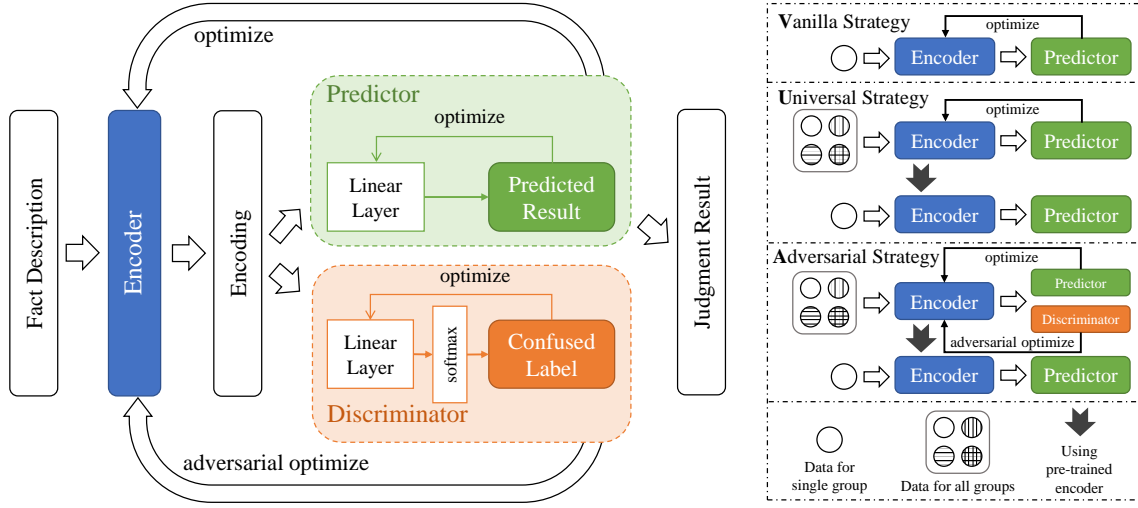 optimize
Fact Description
Encoder
Encoding
Predictor
optimize
Linear
Layer
Predicted
Result
optimize
Linear
Layer
softmax
Confused
Label
Discriminator
adversarial optimize
Judgment Result
Vanilla Strategy
optimize
Encoder
Predictor
Universal Strategy
optimize
Encoder
Predictor
Encoder
Predictor
Adversarial Strategy
optimize
Encoder
Predictor
Discriminator
adversarial optimize
Encoder
Predictor
Data for
single group
Data for all groups
Using
pre-trained
encoder